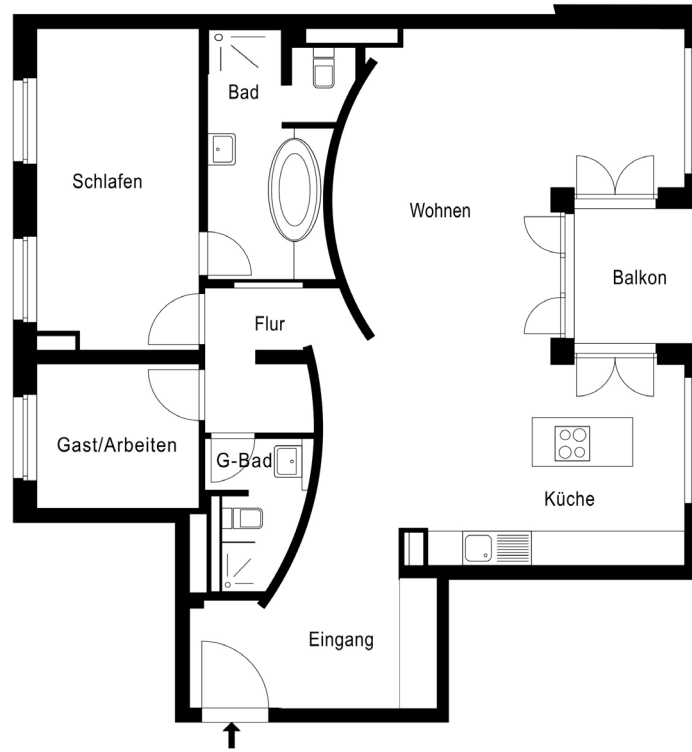 Bad
Schlafen
Wohnen
Balkon
Flur
Gast/Arbeiten
G-Bad
Küche
Eingang